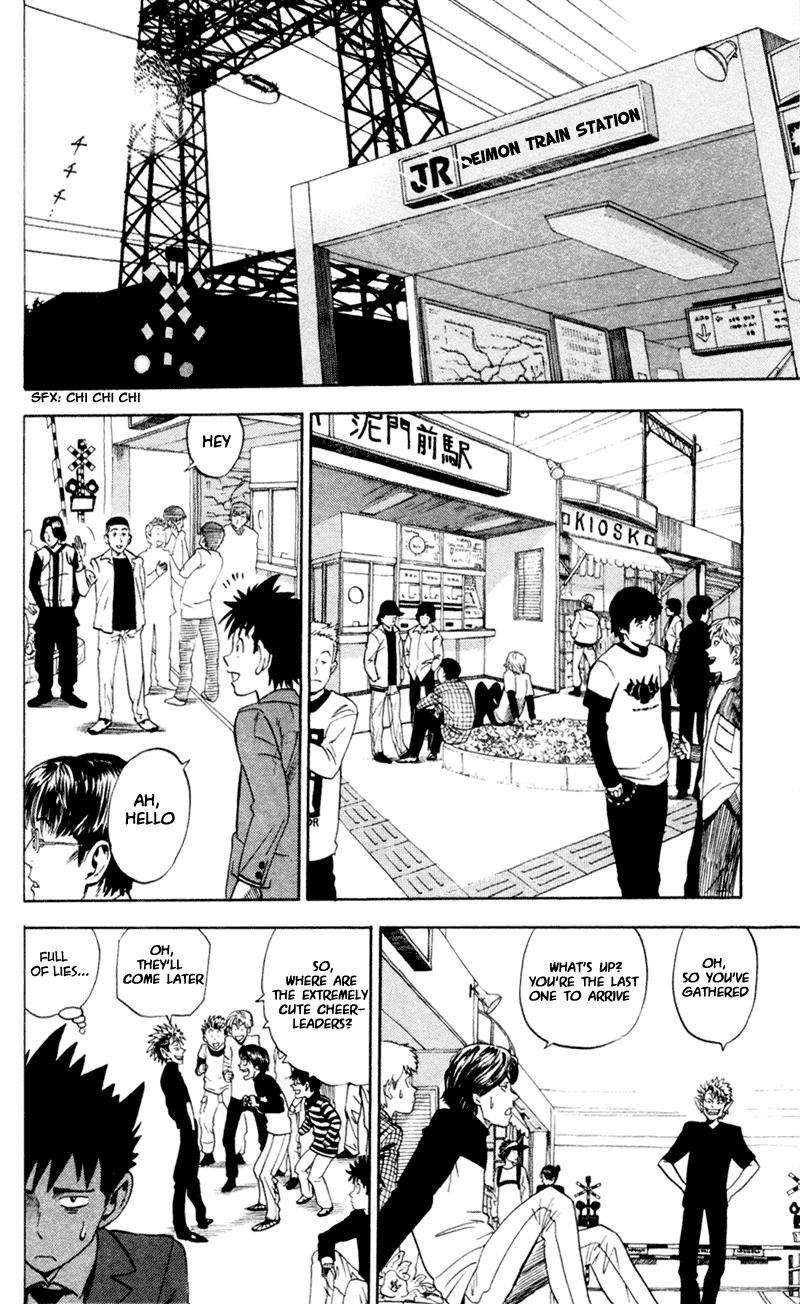 チ
チ
チ
JR DEIMON TRAIN STATION
SFX: CHI CHI CHI
泥門前駅
KIOSK
HEY
AH,
HELLO
OH,
SO YOU'VE
GATHERED
WHAT'S UP?
YOU'RE THE LAST
ONE TO ARRIVE
SO,
WHERE ARE
THE EXTREMELY
CUTE CHEER-
LEADERS?
OH,
THEY'LL
COME LATER
FULL
OF LIES...